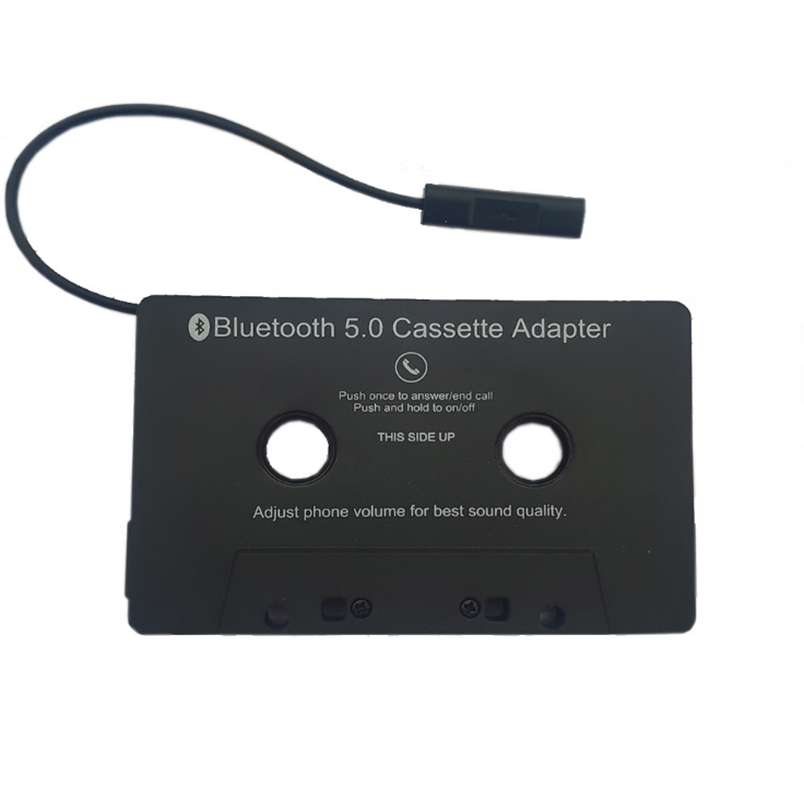 Bluetooth 5.0 Cassette Adapter
Push once to answer/end call
Push and hold to on/off
THIS SIDE UP
Adjust phone volume for best sound quality.